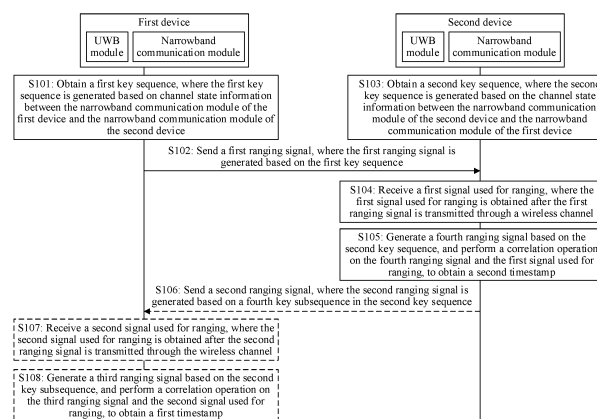 First device
UWB
module
Narrowband
communication module
Second device
UWB
module
Narrowband
communication module
S101: Obtain a first key sequence, where the first key
sequence is generated based on channel state information
between the narrowband communication module of the
first device and the narrowband communication module of
the second device
S103: Obtain a second key sequence, where the second
key sequence is generated based on the channel state
information between the narrowband communication
module of the second device and the narrowband
communication module of the first device
S102: Send a first ranging signal, where the first ranging signal is
generated based on the first key sequence
S104: Receive a first signal used for ranging, where the
first signal used for ranging is obtained after the first
ranging signal is transmitted through a wireless channel
S105: Generate a fourth ranging signal based on the
second key sequence, and perform a correlation operation
on the fourth ranging signal and the first signal used for
ranging, to obtain a second timestamp
S106: Send a second ranging signal, where the second ranging signal is
generated based on a fourth key subsequence in the second key sequence
S107: Receive a second signal used for ranging, where the
second signal used for ranging is obtained after the second
ranging signal is transmitted through the wireless channel
S108: Generate a third ranging signal based on the second
key subsequence, and perform a correlation operation on
the third ranging signal and the second signal used for
ranging, to obtain a first timestamp